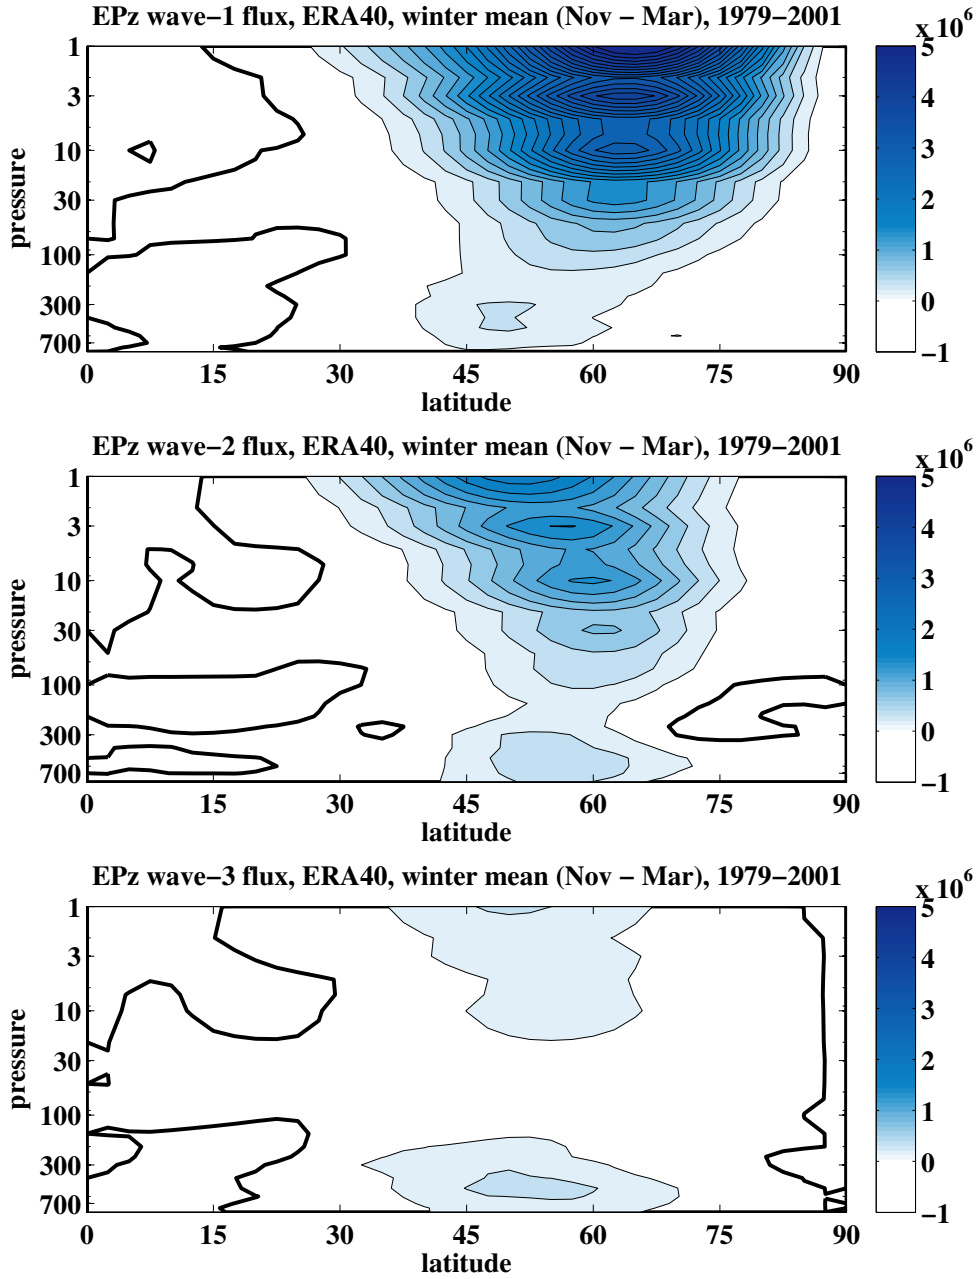 EPz wave−1 flux, ERA40, winter mean (Nov − Mar), 1979−2001
x 10^6
pressure
1
3
10
30
100
300
700
0 15 30 45 60 75 90
latitude
5
4
3
2
1
0
−1
EPz wave−2 flux, ERA40, winter mean (Nov − Mar), 1979−2001
x 10^6
pressure
1
3
10
30
100
300
700
0 15 30 45 60 75 90
latitude
5
4
3
2
1
0
−1
EPz wave−3 flux, ERA40, winter mean (Nov − Mar), 1979−2001
x 10^6
pressure
1
3
10
30
100
300
700
0 15 30 45 60 75 90
latitude
5
4
3
2
1
0
−1